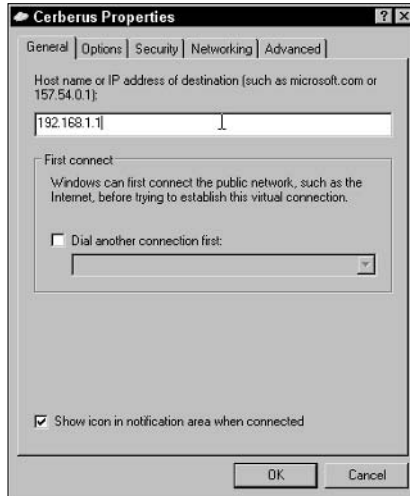 Cerberus Properties
General Options Security Networking Advanced
Host name or IP address of destination (such as microsoft.com or
157.54.0.1):
192.168.1.1
First connect
Windows can first connect the public network, such as the
Internet, before trying to establish this virtual connection.
Dial another connection first:
Show icon in notification area when connected
OK Cancel